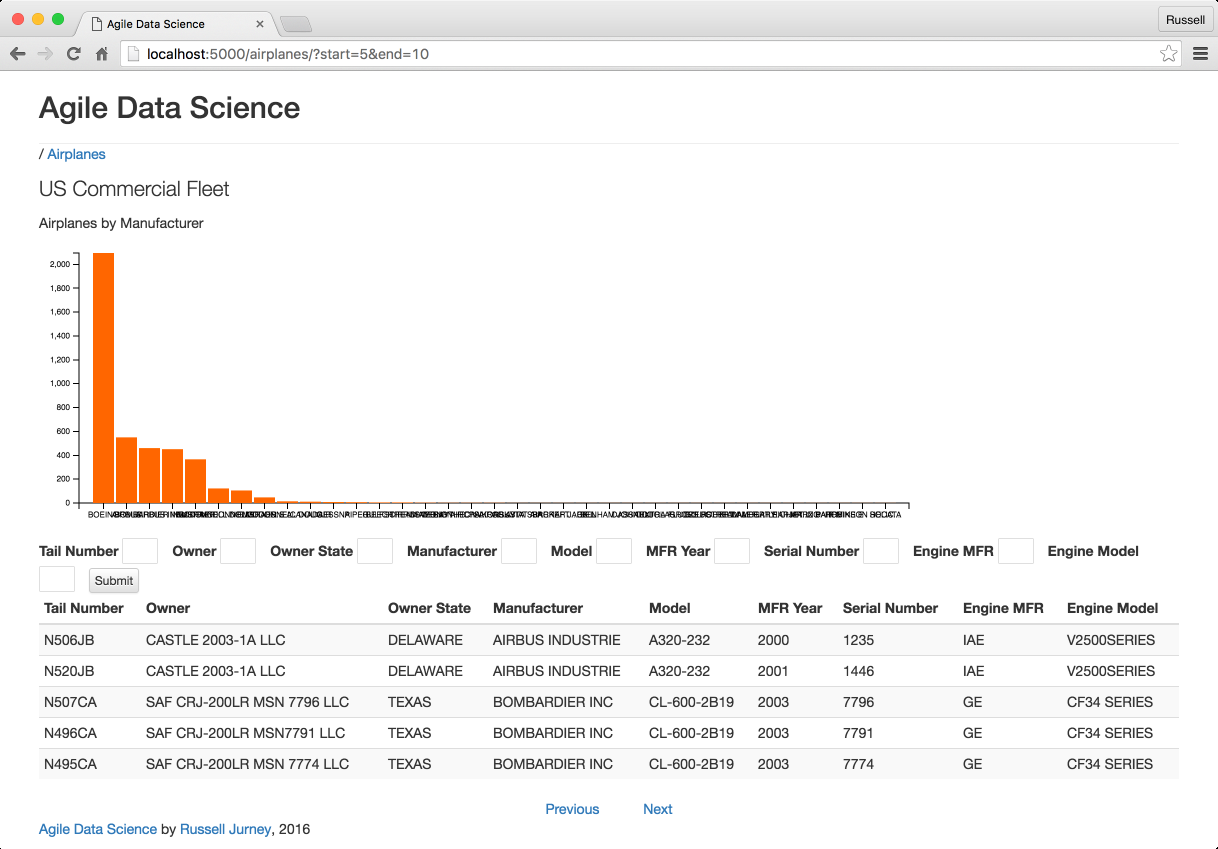 Agile Data Science
Russell
localhost:5000/airplanes/?start=5&end=10
Agile Data Science
/ Airplanes
US Commercial Fleet
Airplanes by Manufacturer
2,000
1,800
1,600
1,400
1,200
1,000
800
600
400
200
0
Tail Number Owner Owner State Manufacturer Model MFR Year Serial Number Engine MFR Engine Model
Submit
Tail Number Owner Owner State Manufacturer Model MFR Year Serial Number Engine MFR Engine Model
N506JB CASTLE 2003-1A LLC DELAWARE AIRBUS INDUSTRIE A320-232 2000 1235 IAE V2500SERIES
N520JB CASTLE 2003-1A LLC DELAWARE AIRBUS INDUSTRIE A320-232 2001 1446 IAE V2500SERIES
N507CA SAF CRJ-200LR MSN 7796 LLC TEXAS BOMBARDIER INC CL-600-2B19 2003 7796 GE CF34 SERIES
N496CA SAF CRJ-200LR MSN7791 LLC TEXAS BOMBARDIER INC CL-600-2B19 2003 7791 GE CF34 SERIES
N495CA SAF CRJ-200LR MSN 7774 LLC TEXAS BOMBARDIER INC CL-600-2B19 2003 7774 GE CF34 SERIES
Previous Next
Agile Data Science by Russell Jurney, 2016